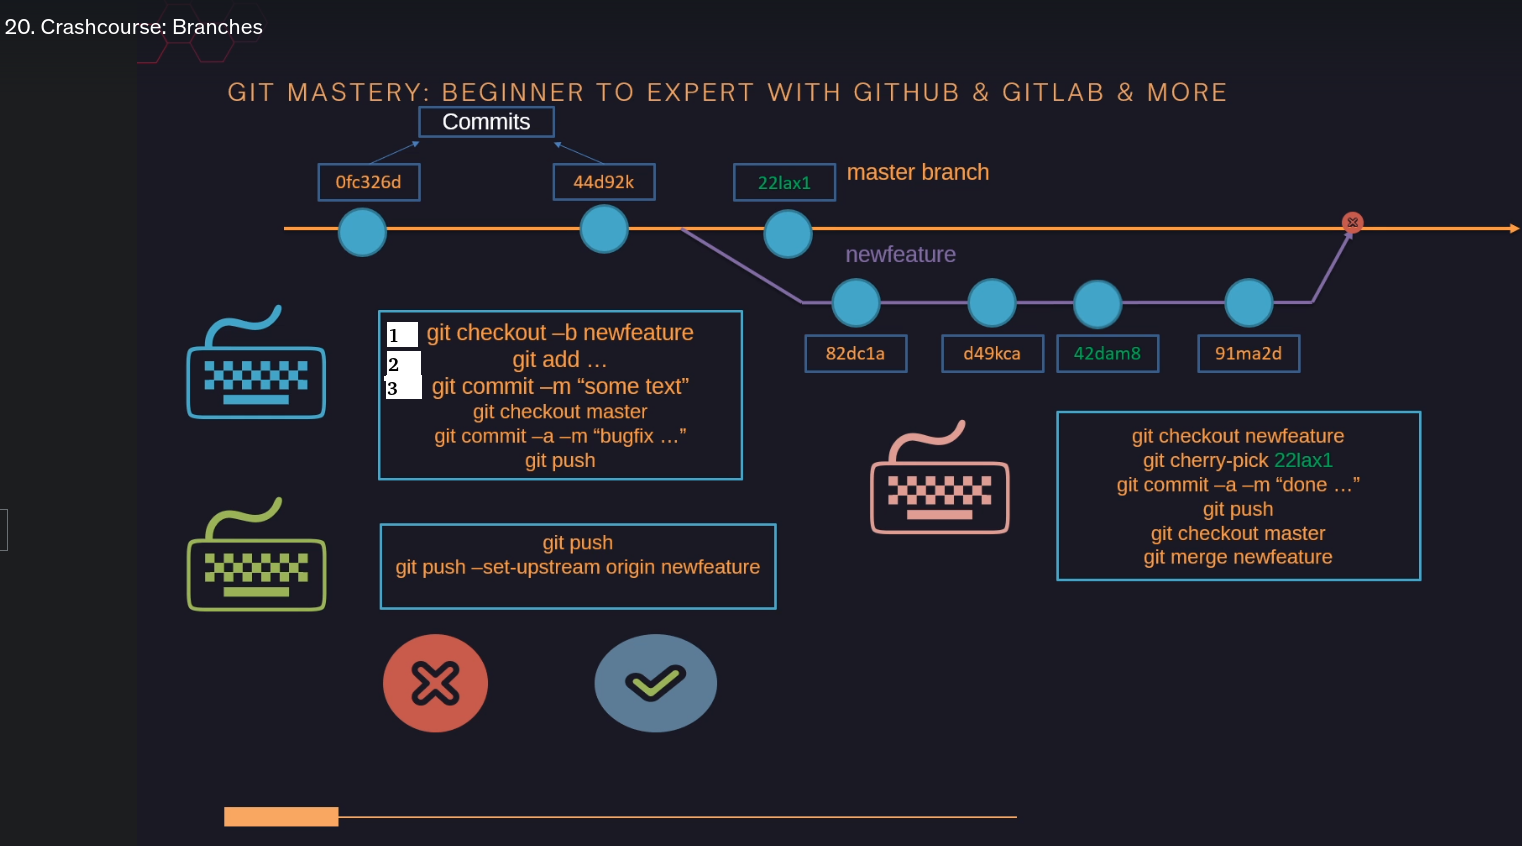 20. Crashcourse: Branches
GIT MASTERY: BEGINNER TO EXPERT WITH GITHUB & GITLAB & MORE
Commits
0fc326d
44d92k
22lax1
master branch
newfeature
82dc1a
d49kca
42dam8
91ma2d
1 git checkout –b newfeature
2 git add …
3 git commit –m “some text”
git checkout master
git commit –a –m “bugfix …”
git push
git checkout newfeature
git cherry-pick 22lax1
git commit –a –m “done …”
git push
git checkout master
git merge newfeature
git push
git push –set-upstream origin newfeature